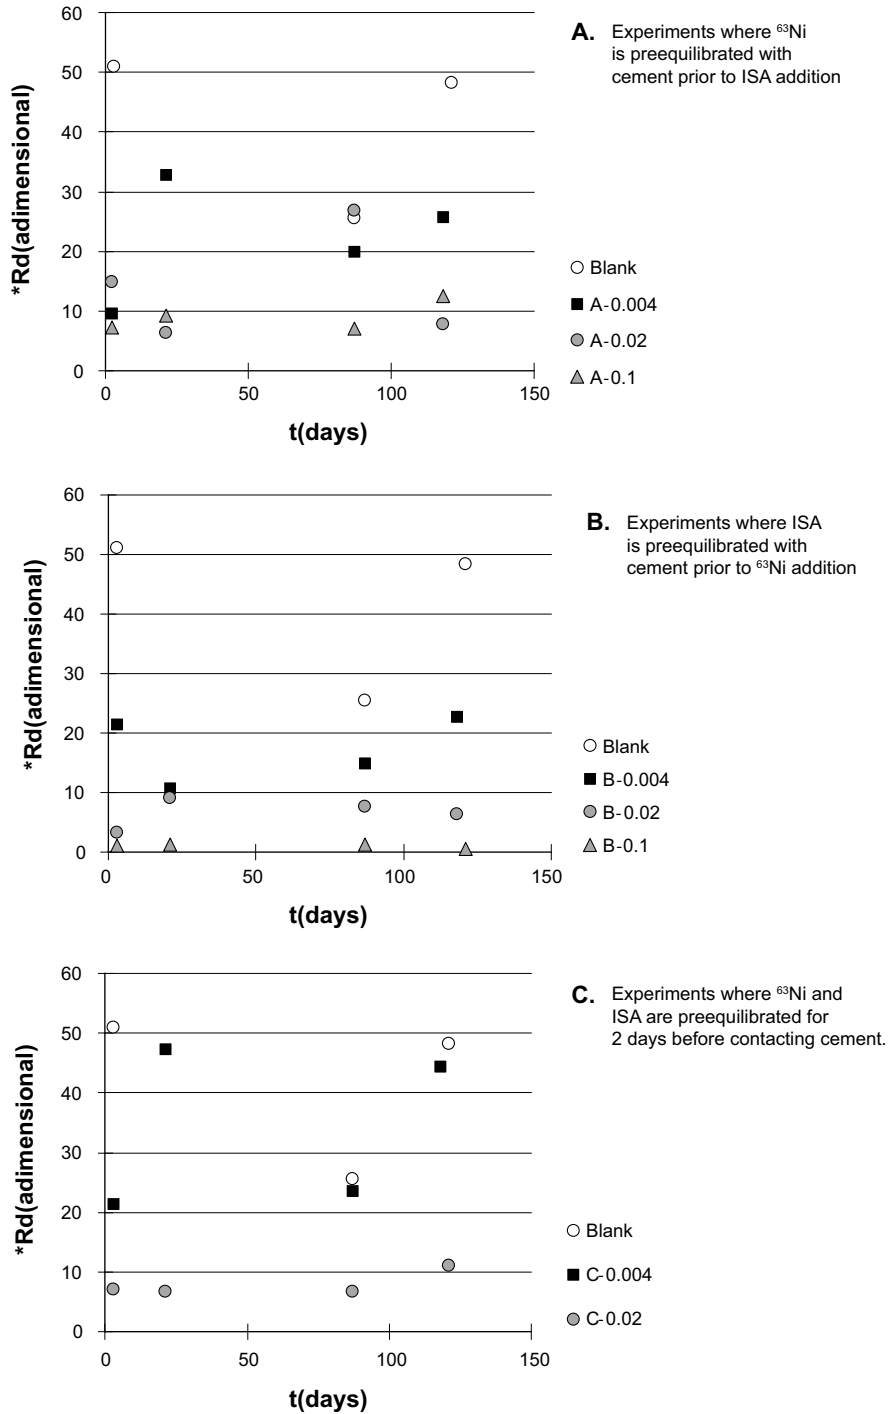 60
50
40
30
20
10
0
*Rd(adimensional)
0
50
100
150
t(days)
A. Experiments where ⁶³Ni
is preequilibrated with
cement prior to ISA addition
Blank
A-0.004
A-0.02
A-0.1
60
50
40
30
20
10
0
*Rd(adimensional)
0
50
100
150
t(days)
B. Experiments where ISA
is preequilibrated with
cement prior to ⁶³Ni addition
Blank
B-0.004
B-0.02
B-0.1
60
50
40
30
20
10
0
*Rd(adimensional)
0
50
100
150
t(days)
C. Experiments where ⁶³Ni and
ISA are preequilibrated for
2 days before contacting cement.
Blank
C-0.004
C-0.02